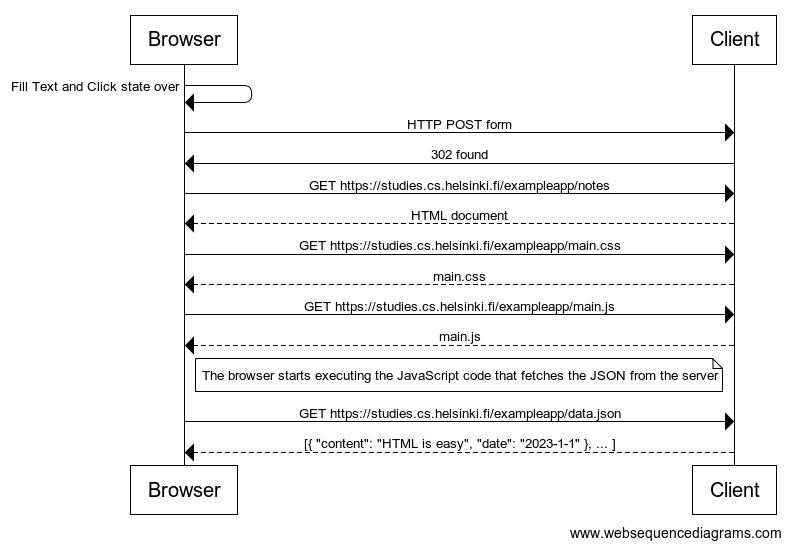 Browser
Client
Fill Text and Click state over
HTTP POST form
302 found
GET https://studies.cs.helsinki.fi/exampleapp/notes
HTML document
GET https://studies.cs.helsinki.fi/exampleapp/main.css
main.css
GET https://studies.cs.helsinki.fi/exampleapp/main.js
main.js
The browser starts executing the JavaScript code that fetches the JSON from the server
GET https://studies.cs.helsinki.fi/exampleapp/data.json
[{ "content": "HTML is easy", "date": "2023-1-1" }, ... ]
Browser
Client
www.websequencediagrams.com